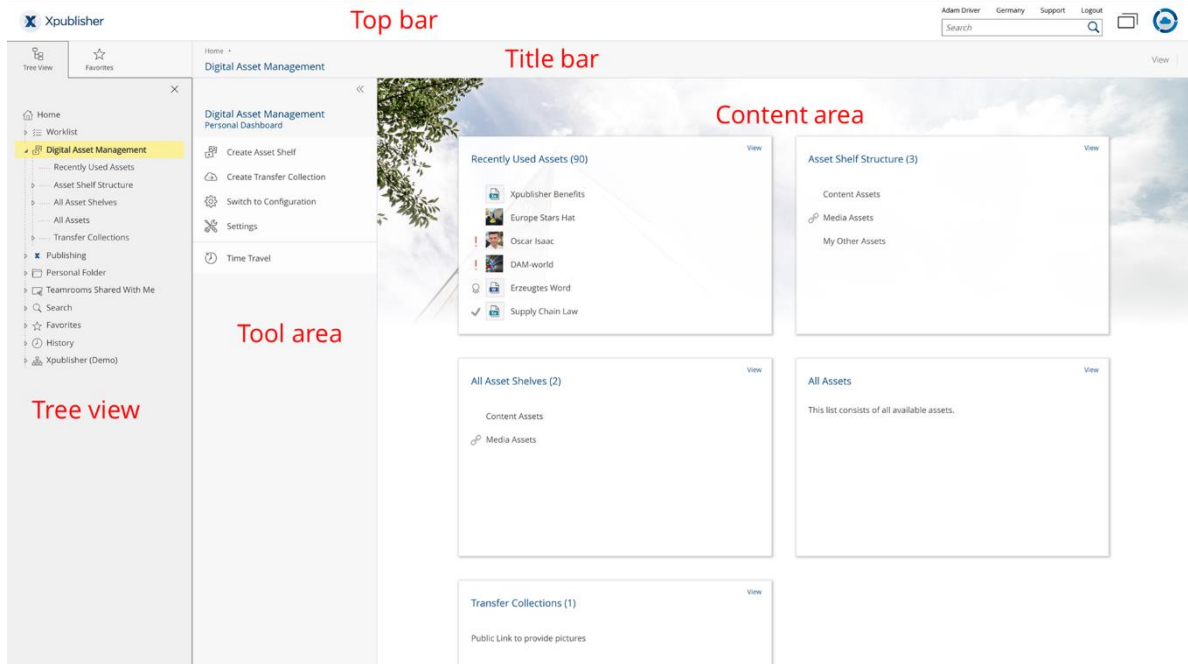 Xpublisher
Top bar
Adam Driver Germany Support Logout
Search
Tree View Favorites
Home
Digital Asset Management
Title bar
View
Home
Worklist
Digital Asset Management
Recently Used Assets
Asset Shelf Structure
All Asset Shelves
All Assets
Transfer Collections
Publishing
Personal Folder
Teamrooms Shared With Me
Search
Favorites
History
Xpublisher (Demo)
Tree view
Digital Asset Management
Personal Dashboard
Create Asset Shelf
Create Transfer Collection
Switch to Configuration
Settings
Time Travel
Tool area
Content area
Recently Used Assets (90) View
Xpublisher Benefits
Europe Stars Hat
Oscar Isaac
DAM-world
Erzeugtes Word
Supply Chain Law
Asset Shelf Structure (3) View
Content Assets
Media Assets
My Other Assets
All Asset Shelves (2) View
Content Assets
Media Assets
All Assets View
This list consists of all available assets.
Transfer Collections (1) View
Public Link to provide pictures